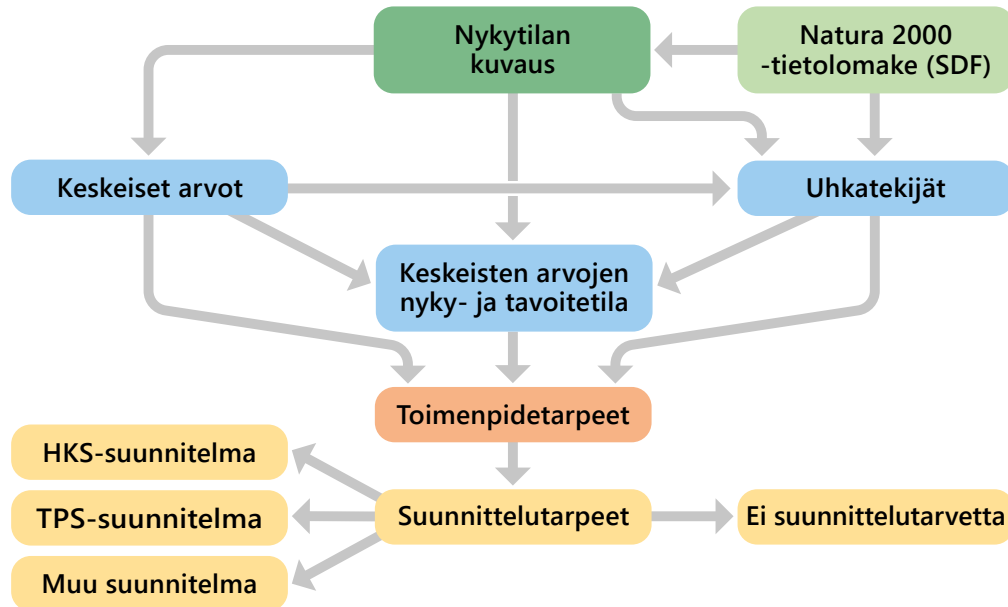 Nykytilan
kuvaus
Natura 2000
-tietolomake (SDF)
Keskeiset arvot
Uhkatekijät
Keskeisten arvojen
nyky- ja tavoitetila
Toimenpidetarpeet
HKS-suunnitelma
TPS-suunnitelma
Suunnittelutarpeet
Ei suunnittelutarvetta
Muu suunnitelma